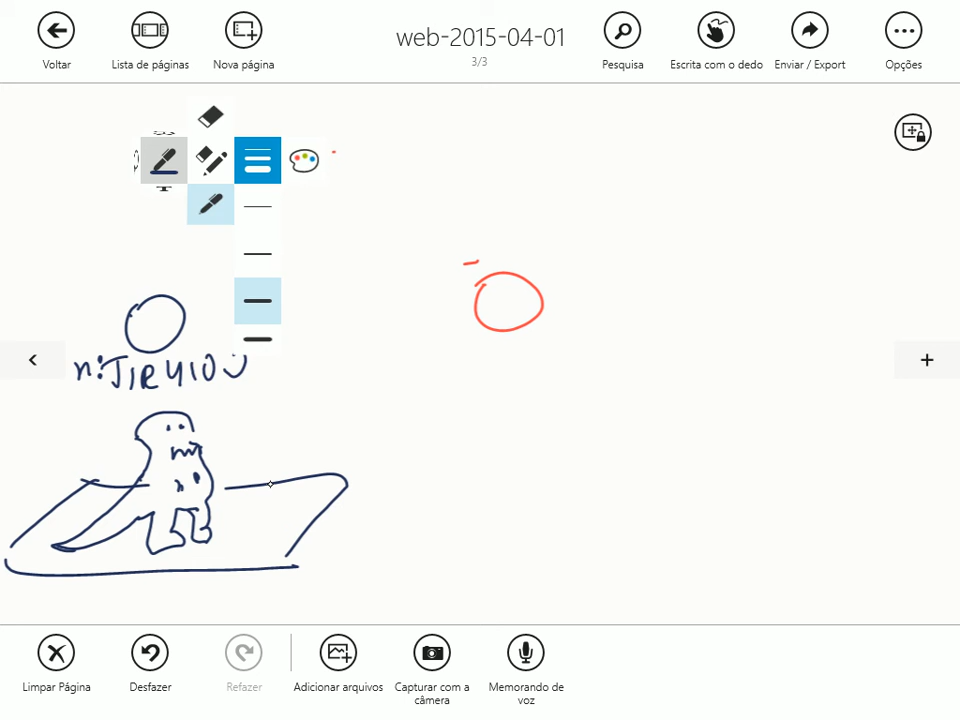 web-2015-04-01
3/3
Voltar
Lista de páginas
Nova página
Pesquisa
Escrita com o dedo
Enviar / Export
Opções
Limpar Página
Desfazer
Refazer
Adicionar arquivos
Capturar com a
câmera
Memorando de
voz